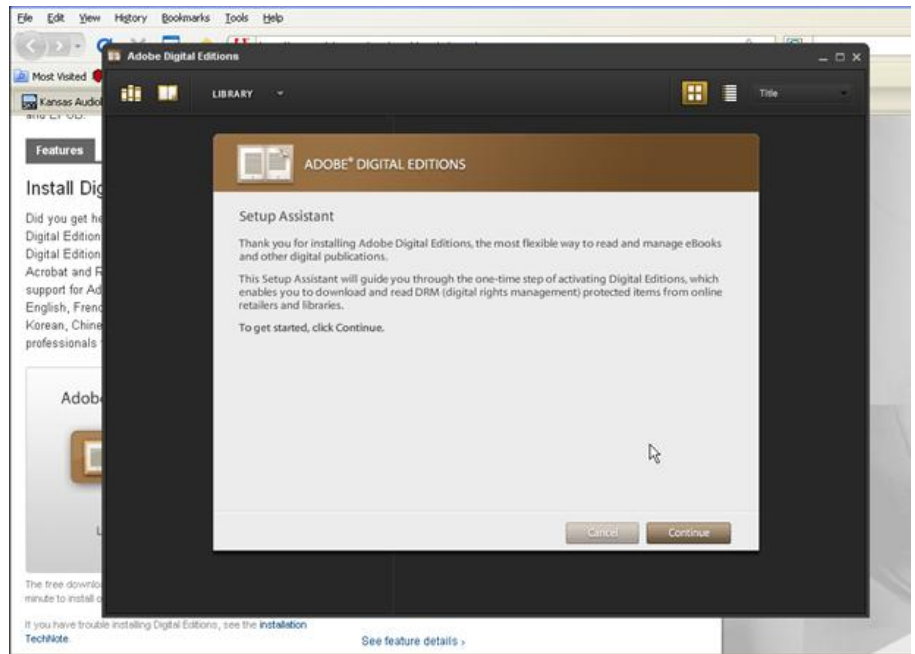 File Edit View History Bookmarks Tools Help
Adobe Digital Editions
Most Visited
LIBRARY
Title
Kansas Audio
Features
ADOBE® DIGITAL EDITIONS
Install Dig
Setup Assistant
Did you get he
Thank you for installing Adobe Digital Editions, the most flexible way to read and manage eBooks
Digital Edition
and other digital publications.
Digital Edition
Acrobat and R
This Setup Assistant will guide you through the one-time step of activating Digital Editions, which
support for Ad
enables you to download and read DRM (digital rights management) protected items from online
English, Frenc
retailers and libraries.
Korean, Chine
To get started, click Continue.
professionals
Adob
Cancel Continue
The free downlo
minute to install o
If you have trouble installing Digital Editions, see the installation
TechNote.
See feature details ›